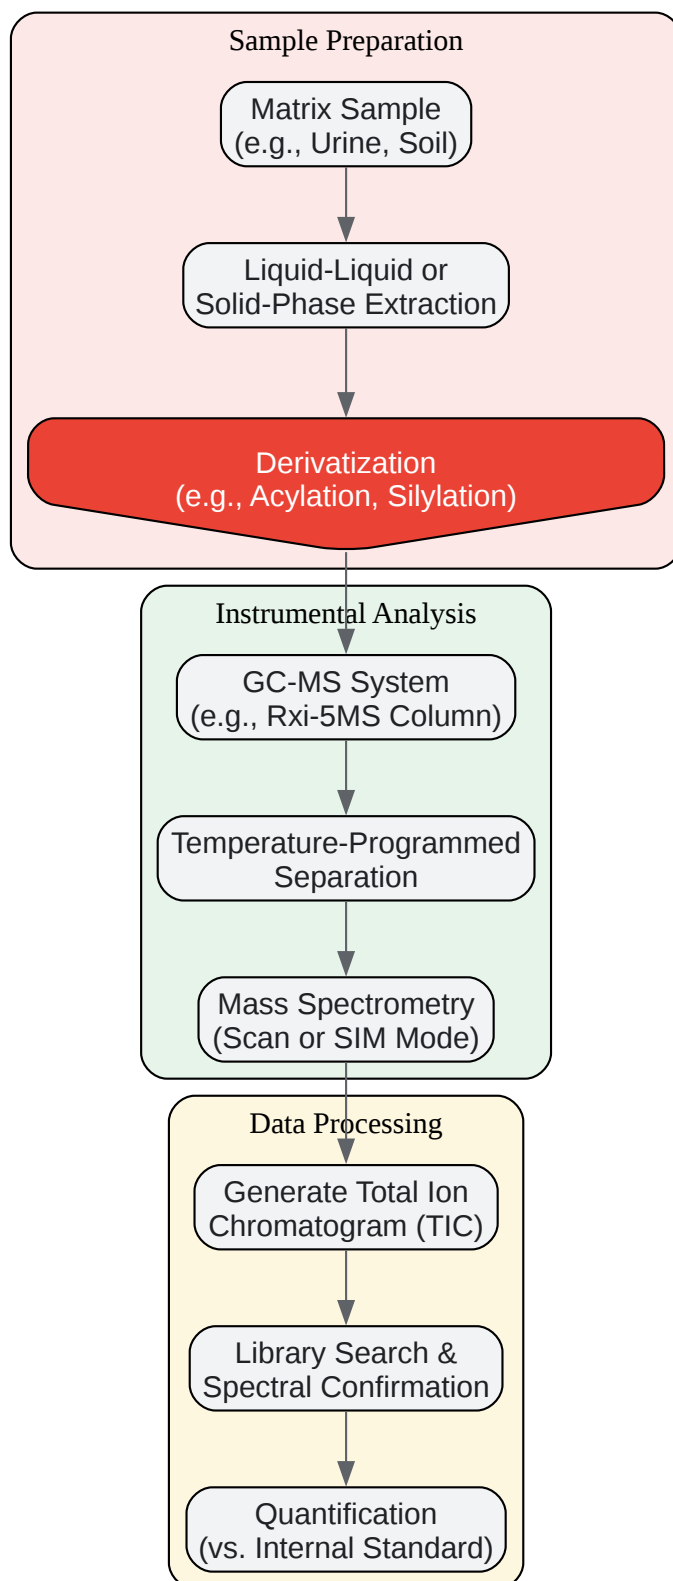 Sample Preparation
Matrix Sample
(e.g., Urine, Soil)
Liquid-Liquid or
Solid-Phase Extraction
Derivatization
(e.g., Acylation, Silylation)
Instrumental Analysis
GC-MS System
(e.g., Rxi-5MS Column)
Temperature-Programmed
Separation
Mass Spectrometry
(Scan or SIM Mode)
Data Processing
Generate Total Ion
Chromatogram (TIC)
Library Search &
Spectral Confirmation
Quantification
(vs. Internal Standard)